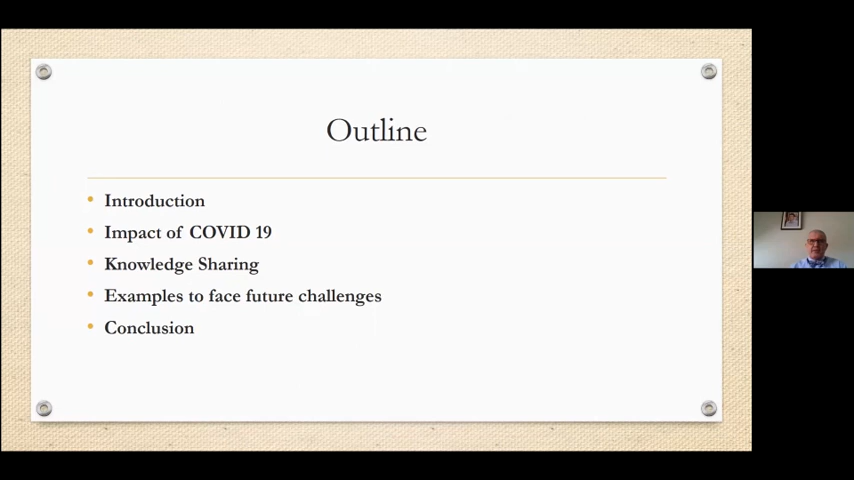 Outline
Introduction
Impact of COVID 19
Knowledge Sharing
Examples to face future challenges
Conclusion